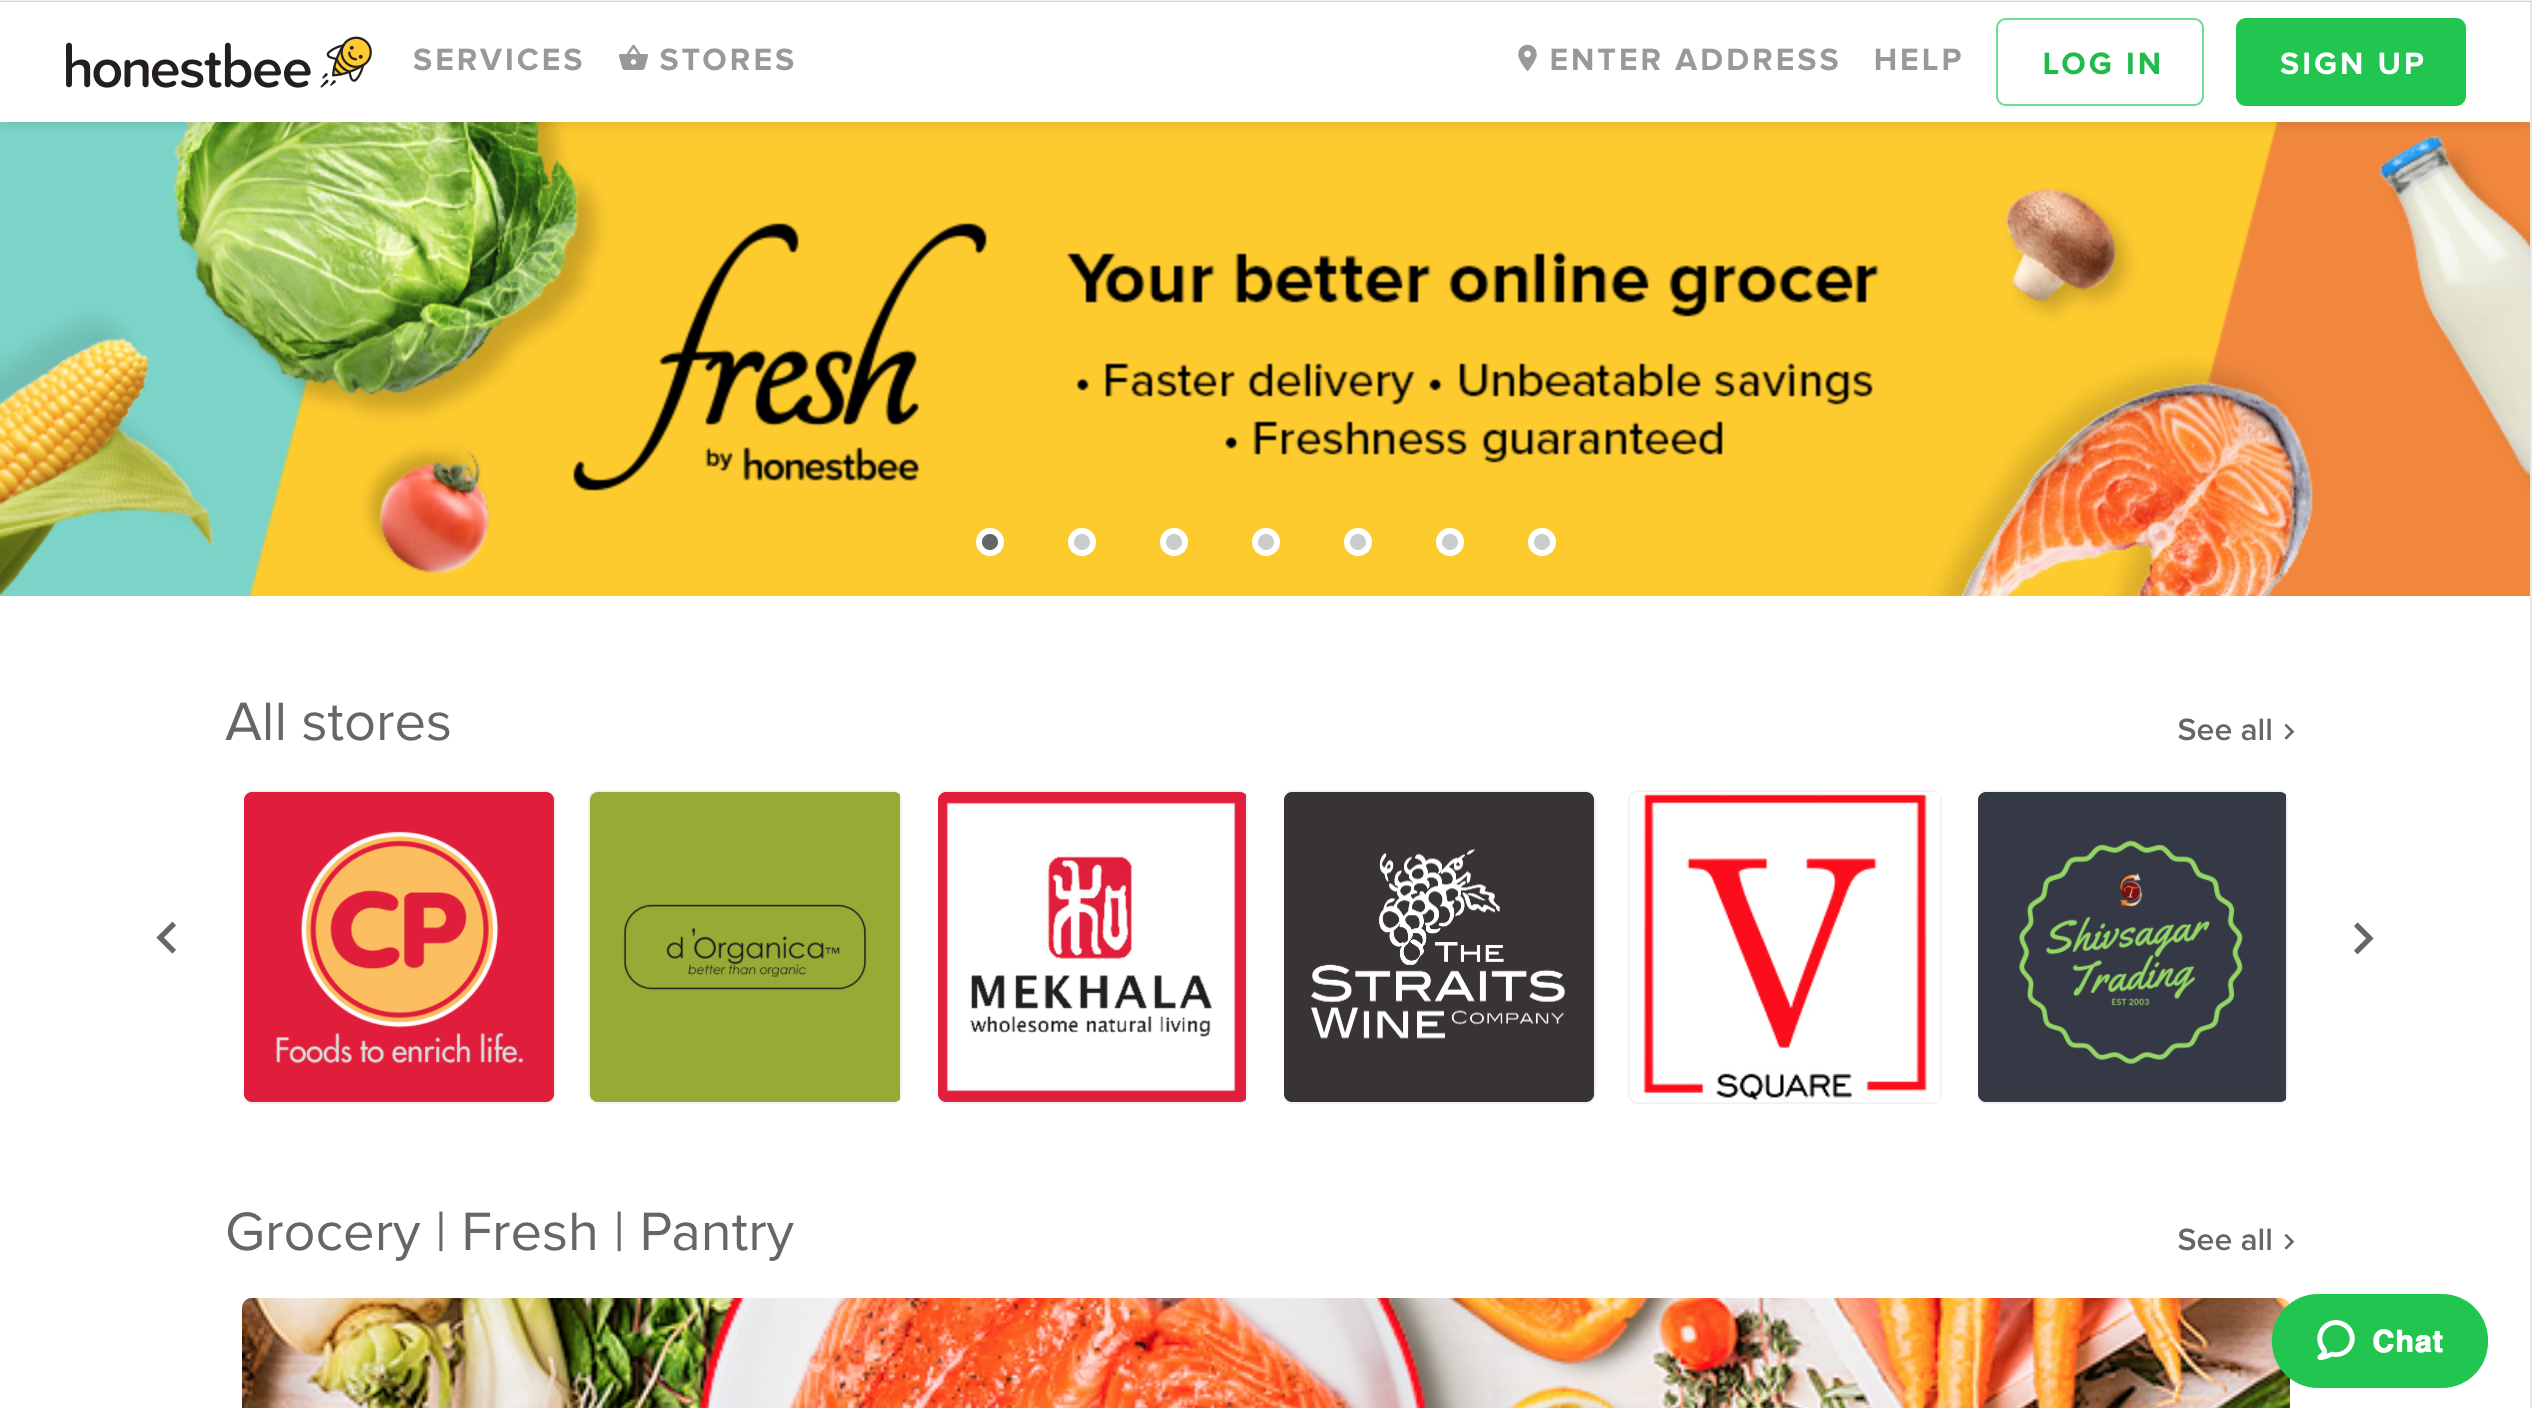 honestbee
SERVICES
STORES
ENTER ADDRESS
HELP
LOG IN
SIGN UP
fresh
by honestbee
Your better online grocer
• Faster delivery • Unbeatable savings
• Freshness guaranteed
All stores
See all ›
CP
Foods to enrich life.
d'Organica™
better than organic
和
MEKHALA
wholesome natural living
THE
STRAITS
WINE COMPANY
V
SQUARE
T
Shivsagar
Trading
EST 2003
Grocery | Fresh | Pantry
See all ›
Chat